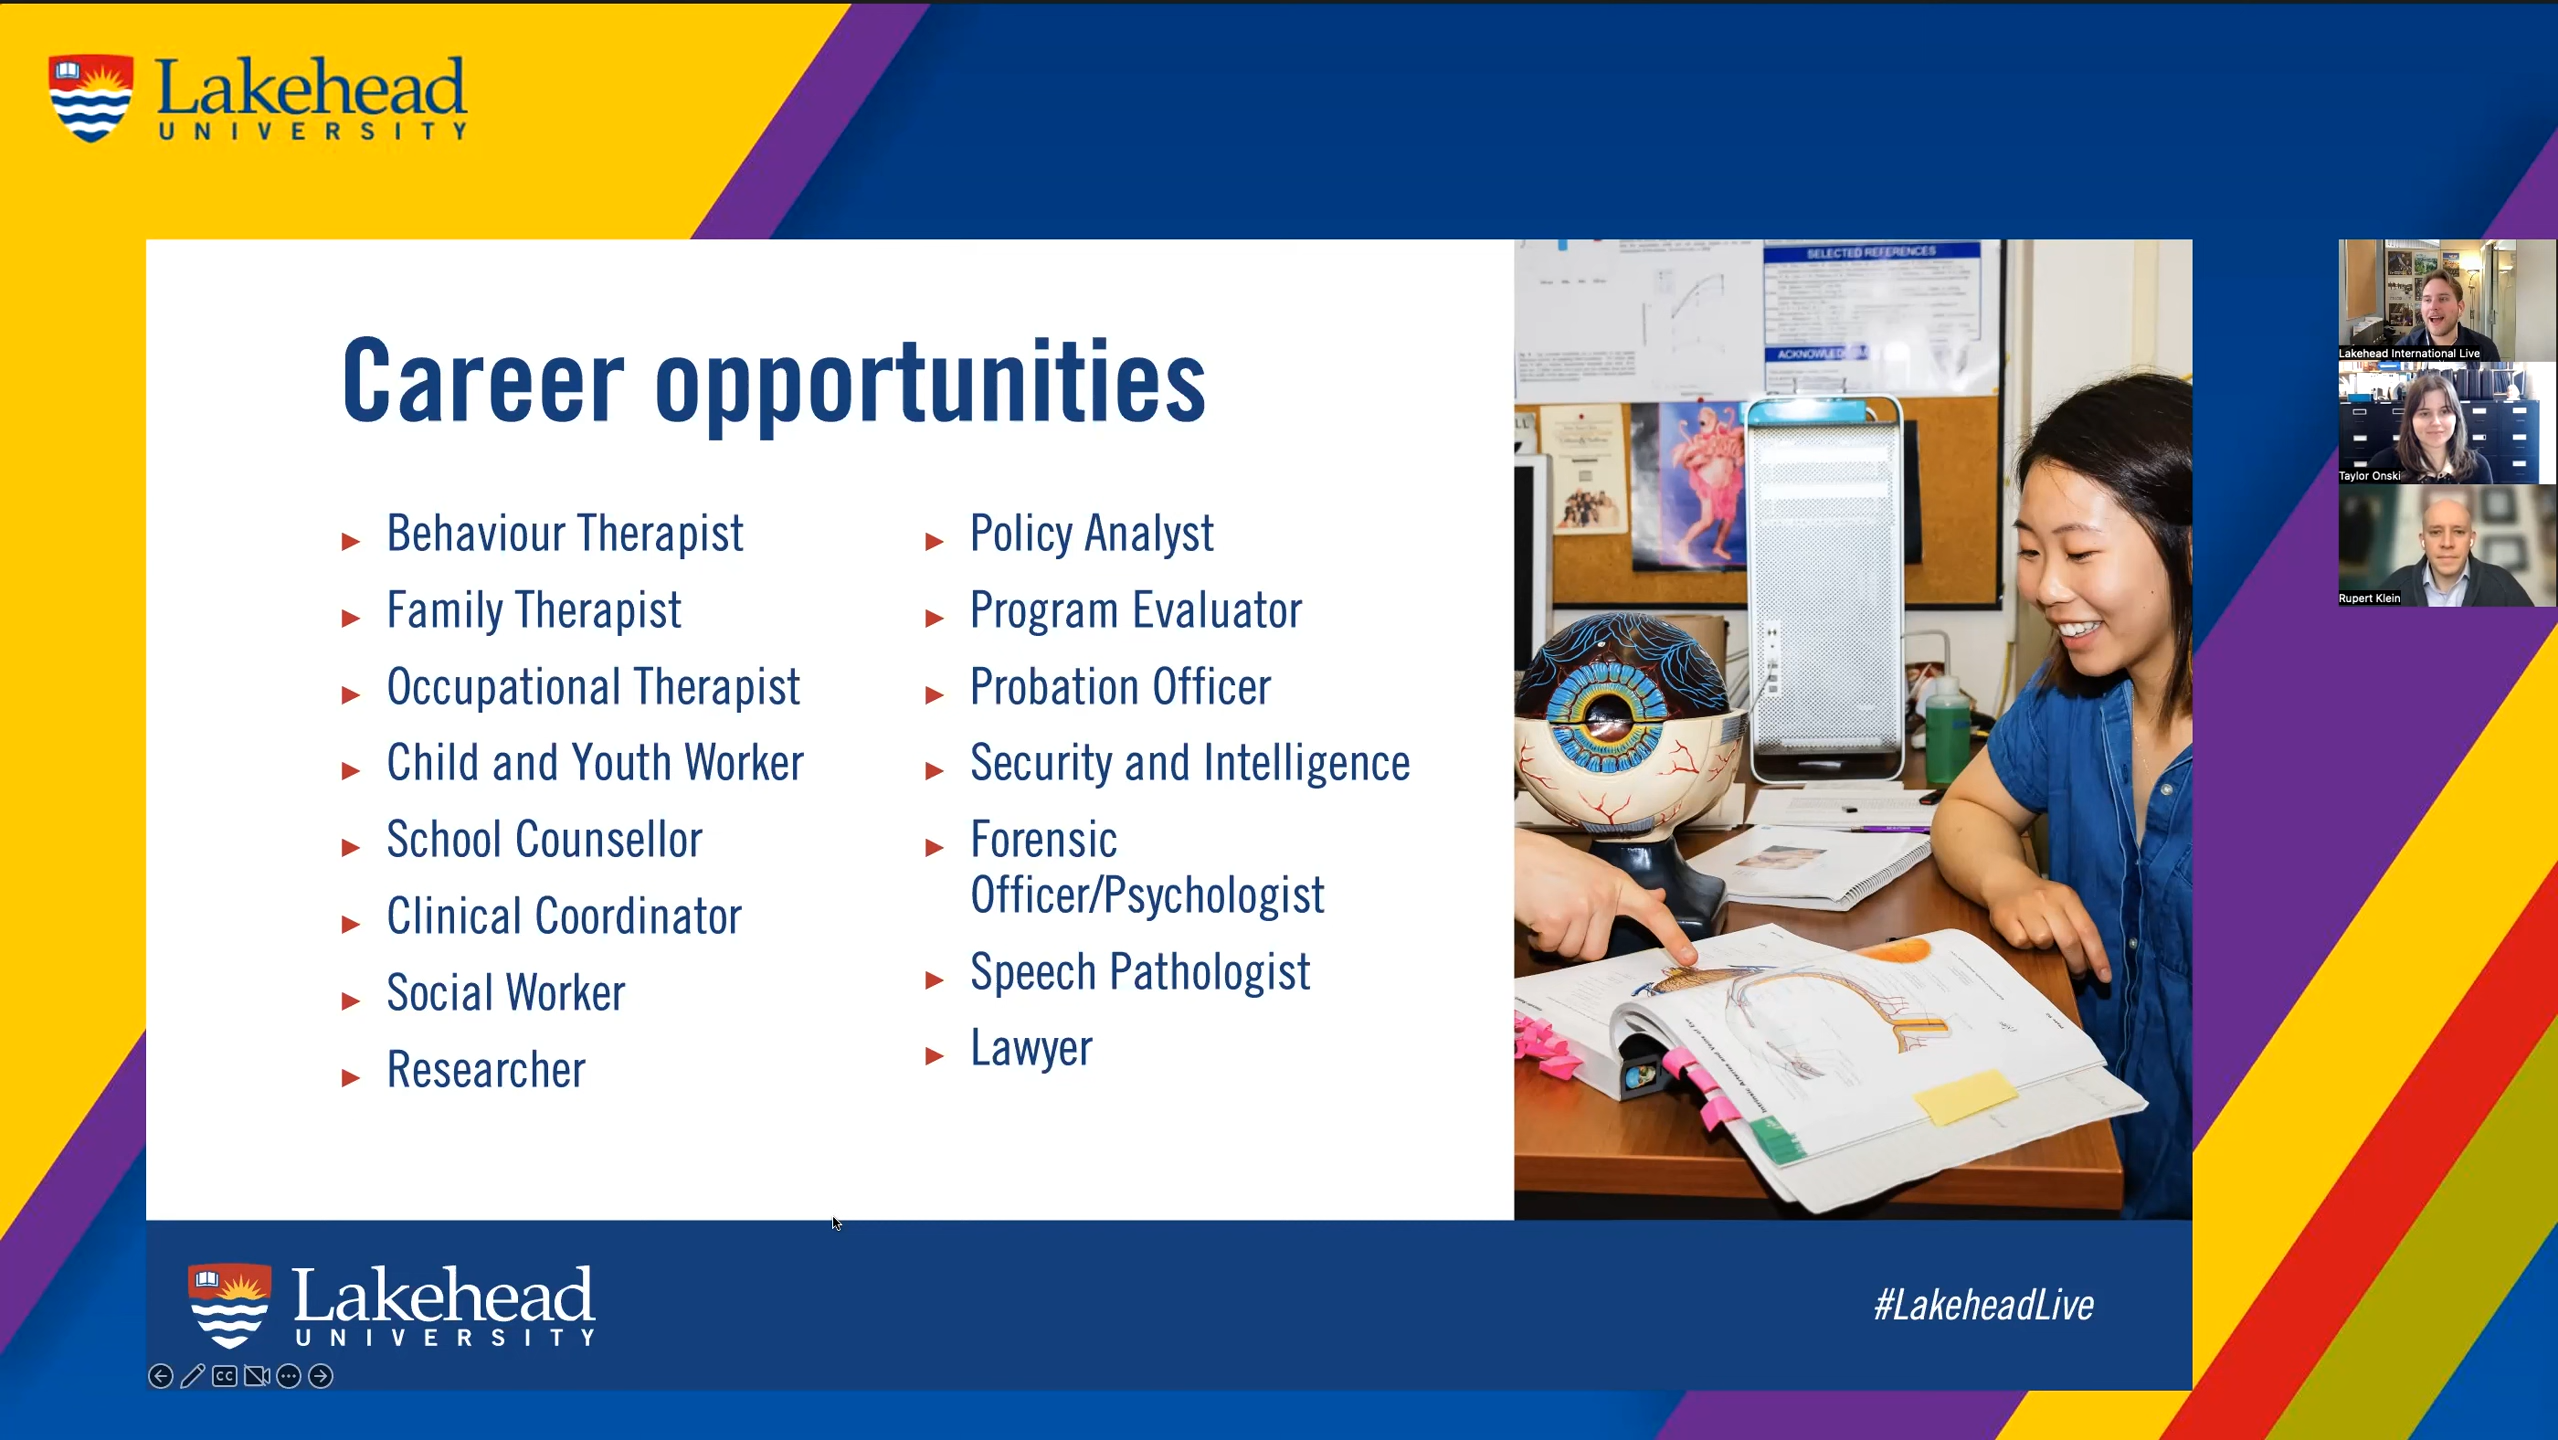 Lakehead
UNIVERSITY
Career opportunities
Behaviour Therapist
Family Therapist
Occupational Therapist
Child and Youth Worker
School Counsellor
Clinical Coordinator
Social Worker
Researcher
Policy Analyst
Program Evaluator
Probation Officer
Security and Intelligence
Forensic
Officer/Psychologist
Speech Pathologist
Lawyer
SELECTED REFERENCES
Lakehead International Live
Taylor Onski
Rupert Klein
Lakehead
UNIVERSITY
#LakeheadLive
CC